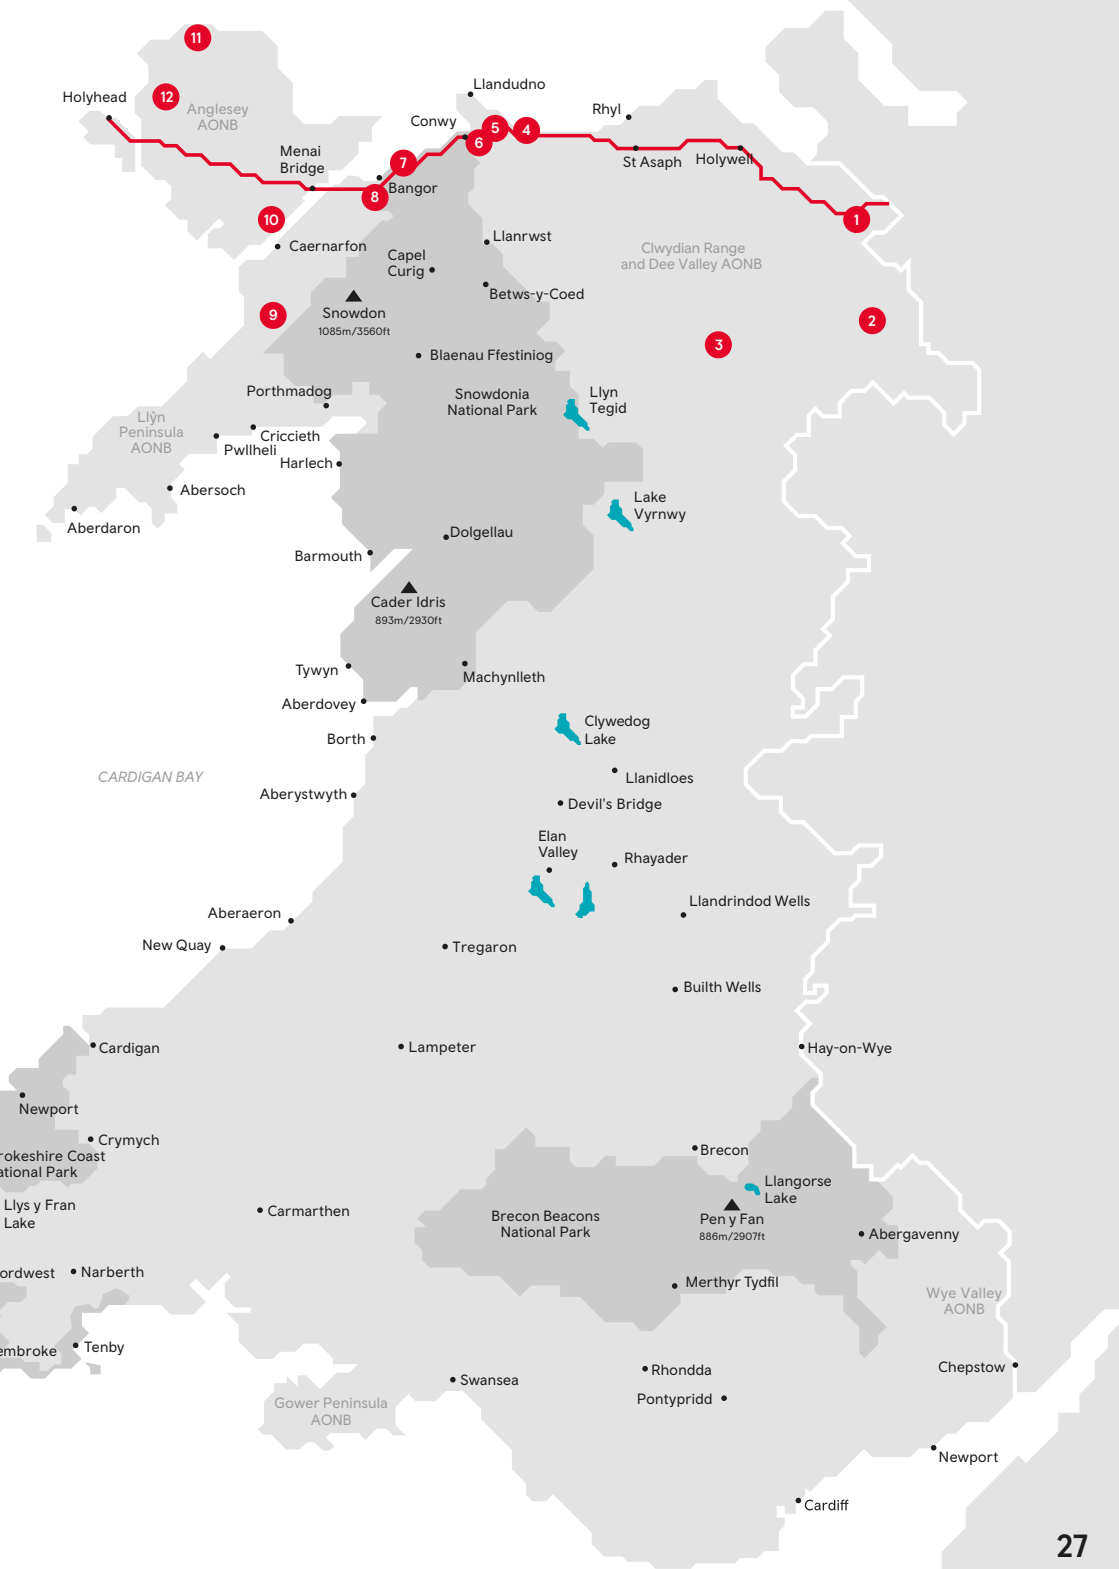 11
Llandudno
Holyhead
12
Anglesey
AONB
Rhyl
Conwy
5
4
6
Menai
Bridge
7
St Asaph
Holywell
Bangor
8
10
1
Caernarfon
Llanrwst
Clwydian Range
and Dee Valley AONB
Capel
Curig
Betws-y-Coed
9
Snowdon
1085m/3560ft
2
3
Blaenau Ffestiniog
Porthmadog
Snowdonia
National Park
Llyn
Tegid
Llŷn
Peninsula
AONB
Criccieth
Pwllheli
Harlech
Abersoch
Lake
Vyrnwy
Aberdaron
Dolgellau
Barmouth
Cader Idris
893m/2930ft
Tywyn
Machynlleth
Aberdovey
Clywedog
Lake
Borth
CARDIGAN BAY
Llanidloes
Aberystwyth
Devil's Bridge
Elan
Valley
Rhayader
Llandrindod Wells
Aberaeron
New Quay
Tregaron
Builth Wells
Cardigan
Lampeter
Hay-on-Wye
Newport
Crymych
rokeshire Coast
ational Park
Brecon
Llangorse
Lake
Llys y Fran
Lake
Carmarthen
Brecon Beacons
National Park
Pen y Fan
886m/2907ft
Abergavenny
ordwest
Narberth
Merthyr Tydfil
Wye Valley
AONB
embroke
Tenby
Rhondda
Chepstow
Swansea
Pontypridd
Gower Peninsula
AONB
Newport
Cardiff
27